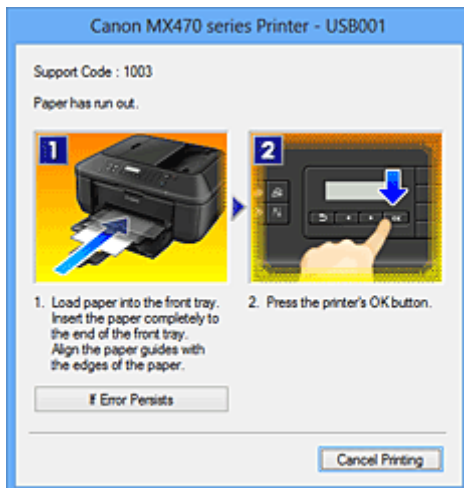 Canon MX470 series Printer - USB001
Support Code : 1003
Paper has run out.
1
2
1. Load paper into the front tray.
Insert the paper completely to
the end of the front tray.
Align the paper guides with
the edges of the paper.
2. Press the printer's OK button.
If Error Persists
Cancel Printing